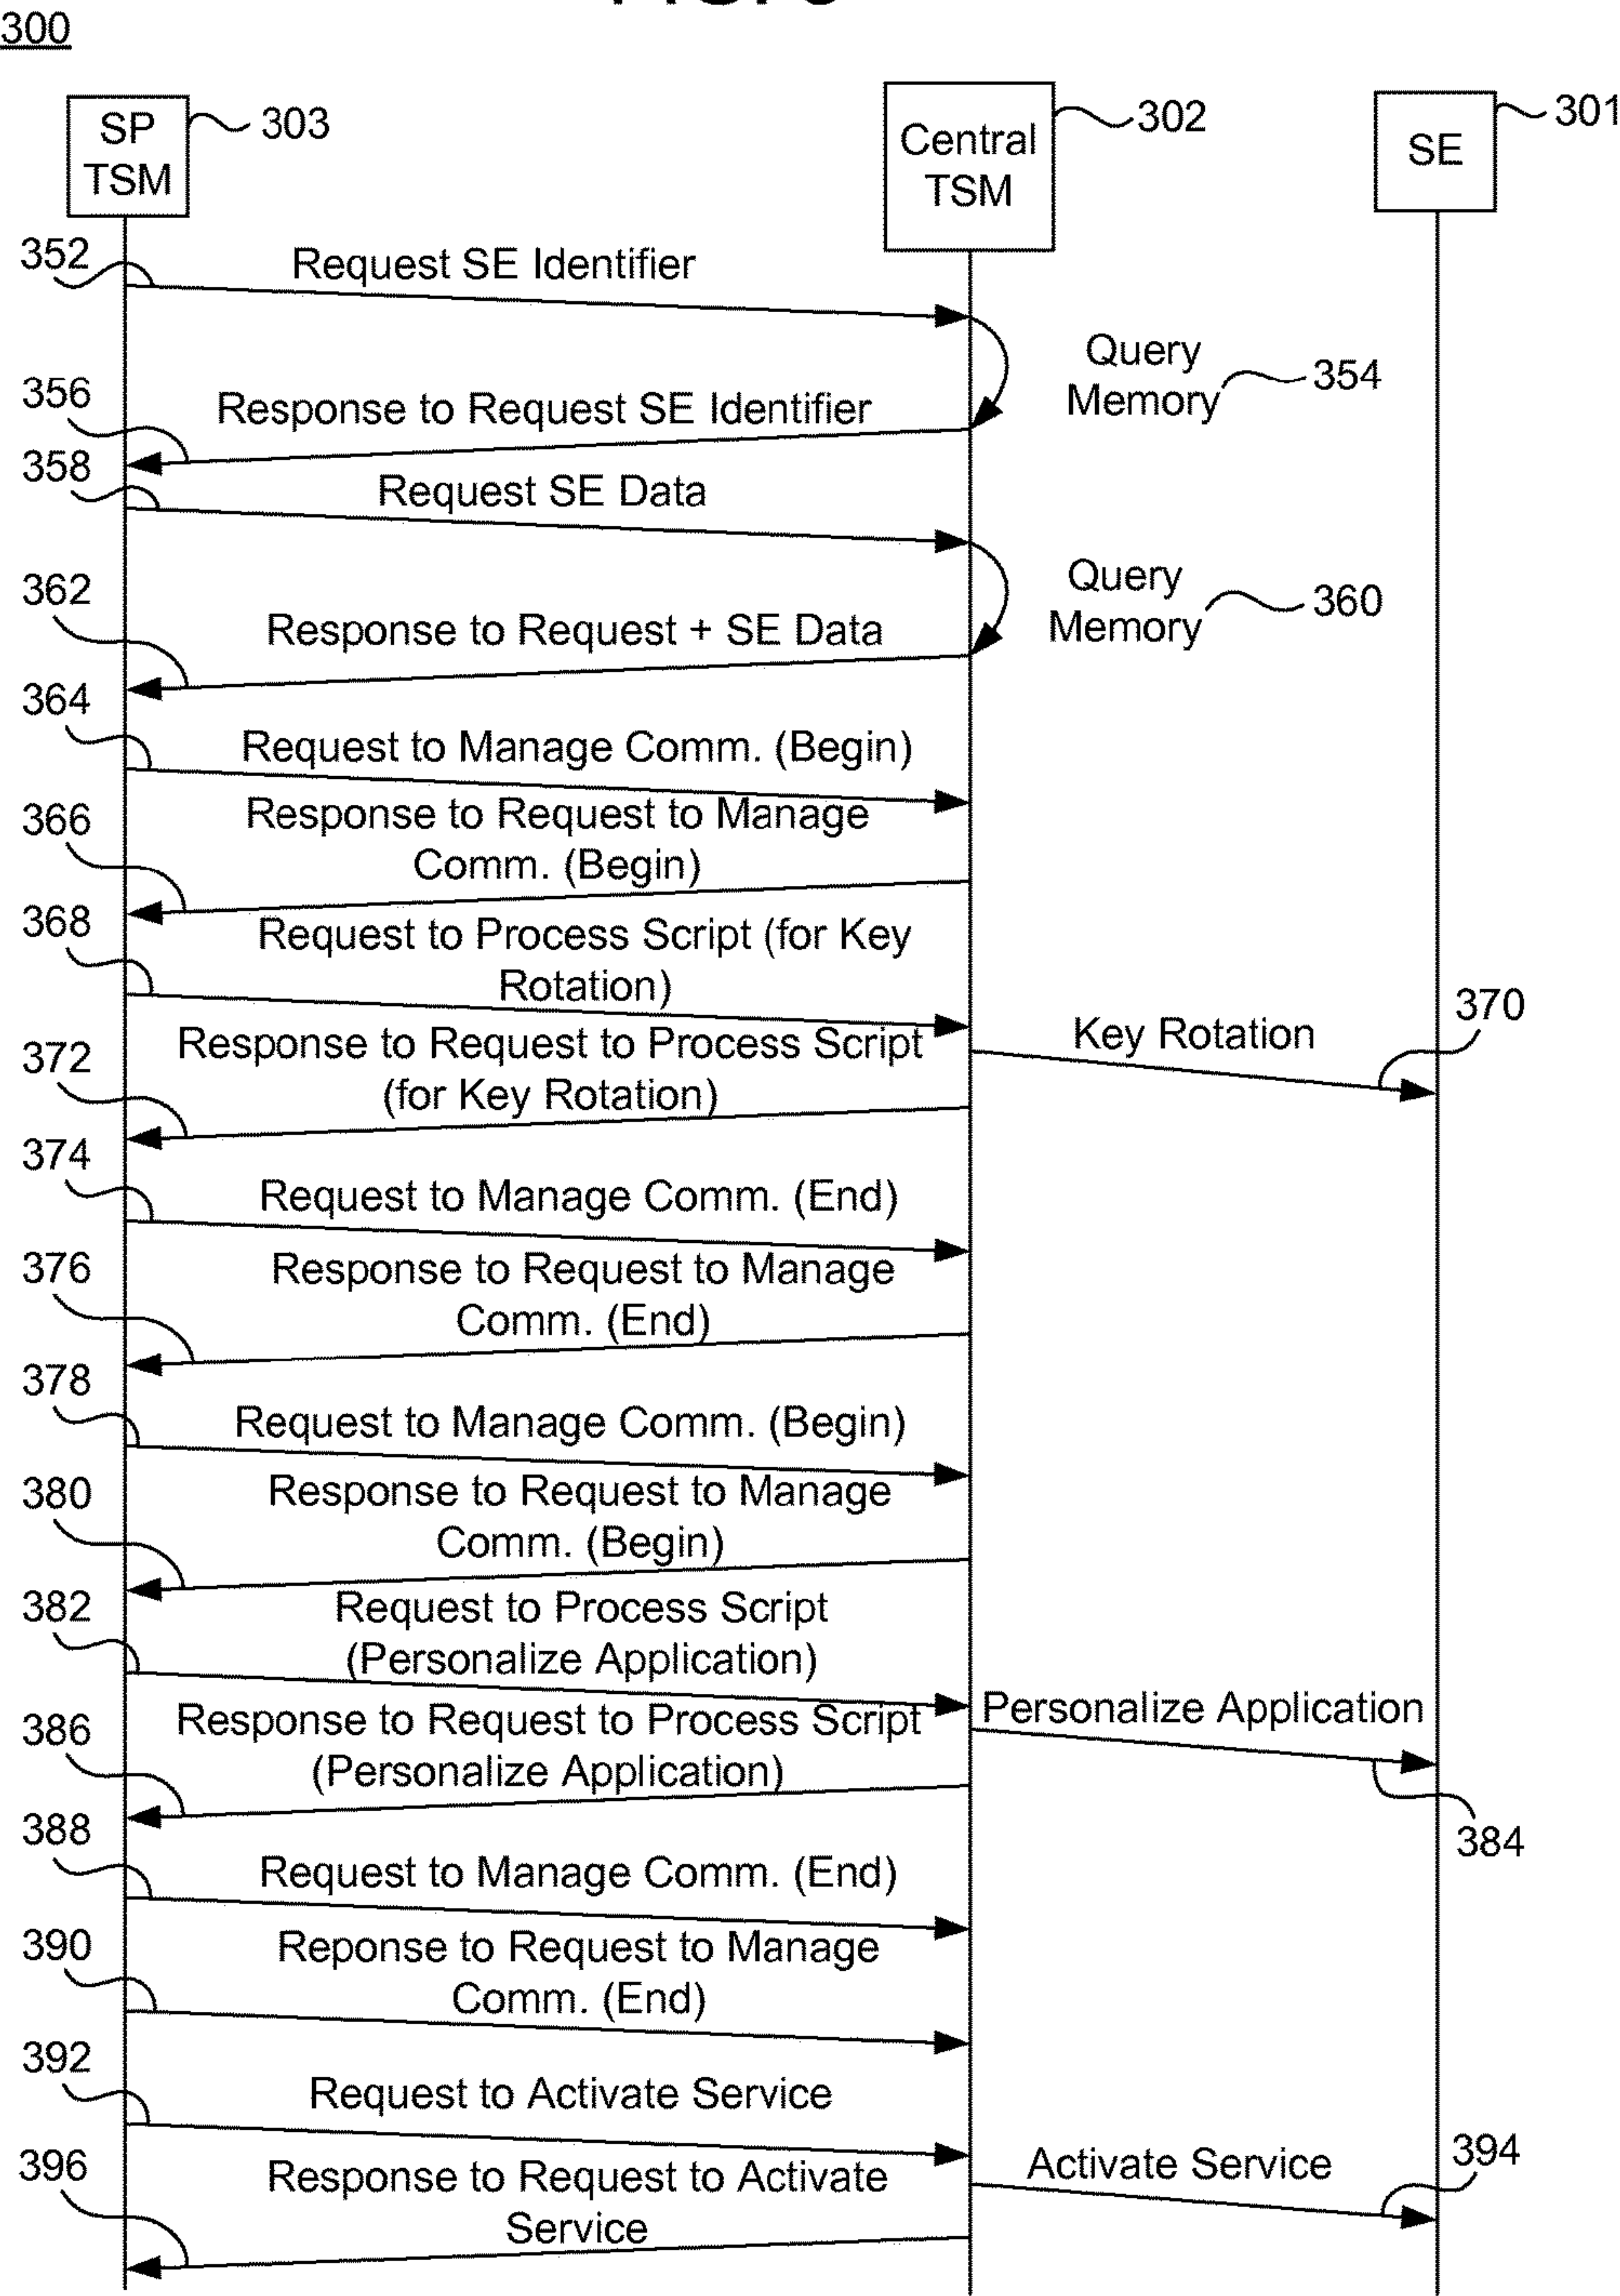 300
SP
TSM
303
Central
TSM
302
SE
301
352
Request SE Identifier
Query
Memory
354
356
Response to Request SE Identifier
358
Request SE Data
Query
Memory
360
362
Response to Request + SE Data
364
Request to Manage Comm. (Begin)
366
Response to Request to Manage
Comm. (Begin)
368
Request to Process Script (for Key
Rotation)
Key Rotation
370
372
Response to Request to Process Script
(for Key Rotation)
374
Request to Manage Comm. (End)
376
Response to Request to Manage
Comm. (End)
378
Request to Manage Comm. (Begin)
380
Response to Request to Manage
Comm. (Begin)
382
Request to Process Script
(Personalize Application)
Personalize Application
384
386
Response to Request to Process Script
(Personalize Application)
388
Request to Manage Comm. (End)
390
Reponse to Request to Manage
Comm. (End)
392
Request to Activate Service
Activate Service
394
396
Response to Request to Activate
Service